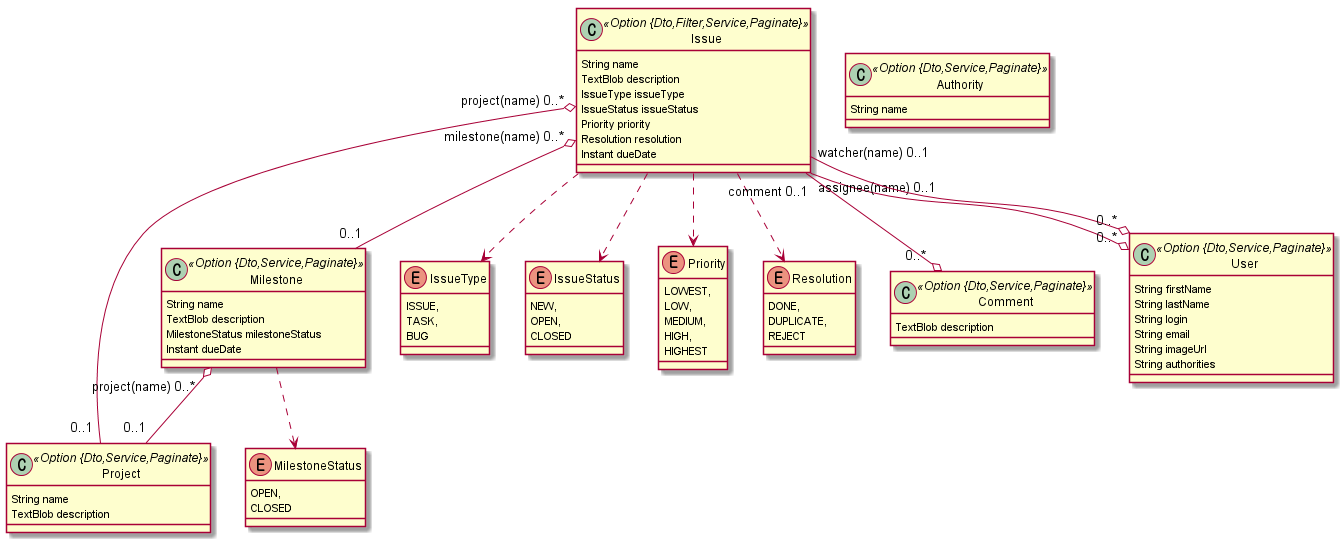 C «Option {Dto,Filter,Service,Paginate}»
Issue
String name
TextBlob description
IssueType issueType
IssueStatus issueStatus
Priority priority
Resolution resolution
Instant dueDate
C «Option {Dto,Service,Paginate}»
Authority
String name
project(name) 0..*
milestone(name) 0..*
watcher(name) 0..1
comment 0..1
assignee(name) 0..1
0..1
0..*
0..*
0..*
C «Option {Dto,Service,Paginate}»
Milestone
String name
TextBlob description
MilestoneStatus milestoneStatus
Instant dueDate
E IssueType
ISSUE,
TASK,
BUG
E IssueStatus
NEW,
OPEN,
CLOSED
E Priority
LOWEST,
LOW,
MEDIUM,
HIGH,
HIGHEST
E Resolution
DONE,
DUPLICATE,
REJECT
C «Option {Dto,Service,Paginate}»
Comment
TextBlob description
C «Option {Dto,Service,Paginate}»
User
String firstName
String lastName
String login
String email
String imageUrl
String authorities
project(name) 0..*
0..1
0..1
C «Option {Dto,Service,Paginate}»
Project
String name
TextBlob description
E MilestoneStatus
OPEN,
CLOSED